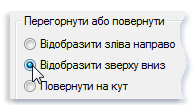 Перегорнути або повернути
Відобразити зліва направо
Відобразити зверху вниз
Повернути на кут